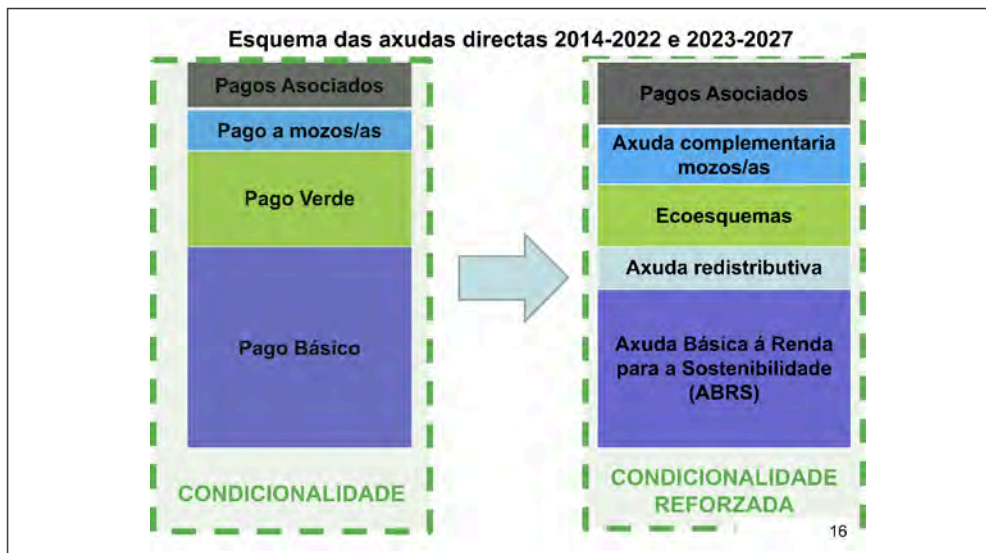 Esquema das axudas directas 2014-2022 e 2023-2027
Pagos Asociados
Pago a mozos/as
Pago Verde
Pago Básico
CONDICIONALIDADE
Pagos Asociados
Axuda complementaria
mozos/as
Ecoesquemas
Axuda redistributiva
Axuda Básica á Renda
para a Sostenibilidade
(ABRS)
CONDICIONALIDADE
REFORZADA
16